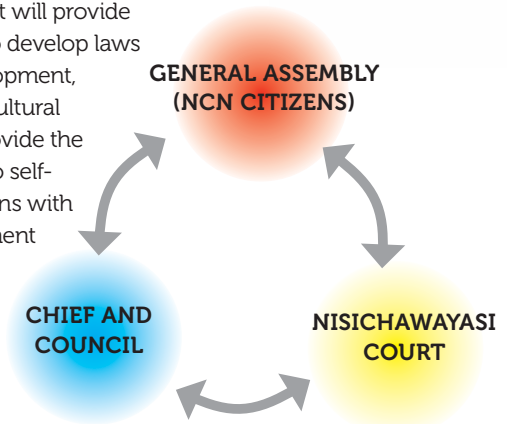 t will provide
o develop laws
opment,
ultural
ovide the
o self-
ns with
ment
GENERAL ASSEMBLY
(NCN CITIZENS)
CHIEF AND
COUNCIL
NISICHAWAYASI
COURT